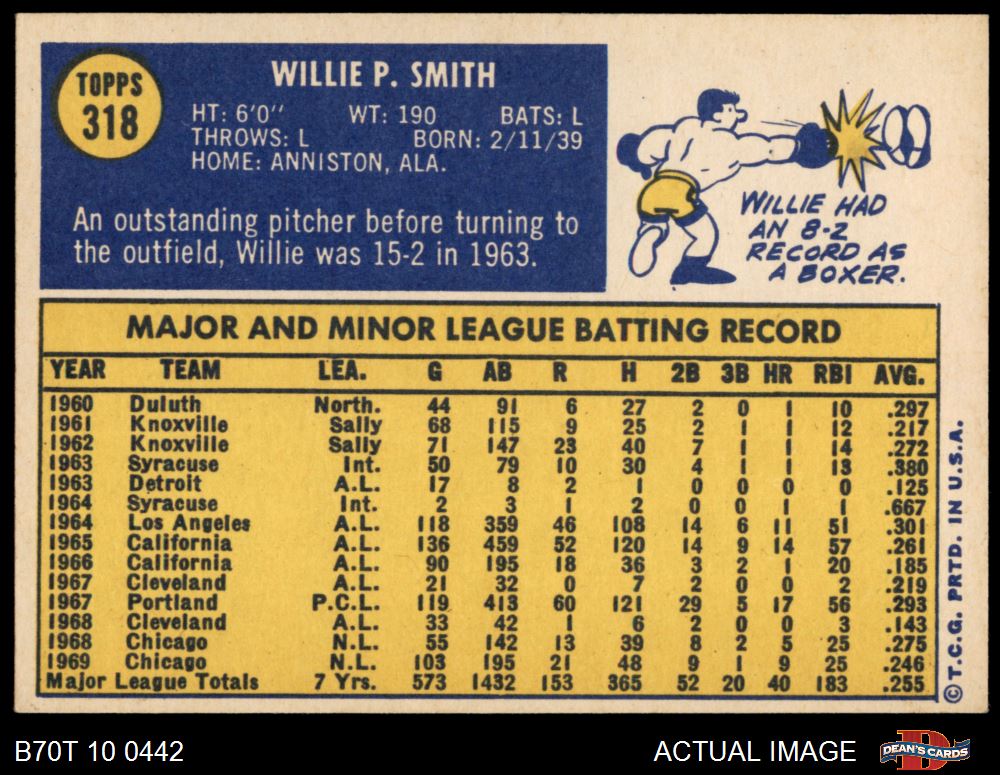 TOPPS
318
WILLIE P. SMITH
HT: 6'0" WT: 190 BATS: L
THROWS: L BORN: 2/11/39
HOME: ANNISTON, ALA.
An outstanding pitcher before turning to
the outfield, Willie was 15-2 in 1963.
WILLIE HAD
AN 8-2
RECORD AS
A BOXER.
MAJOR AND MINOR LEAGUE BATTING RECORD
YEAR TEAM LEA. G AB R H 2B 3B HR RBI AVG.
1960 Duluth North. 44 91 6 27 2 0 1 10 .297
1961 Knoxville Sally 68 115 9 25 2 1 1 12 .217
1962 Knoxville Sally 71 147 23 40 7 1 1 14 .272
1963 Syracuse Int. 50 79 10 30 4 1 1 13 .380
1963 Detroit A.L. 17 8 2 1 0 0 0 0 .125
1964 Syracuse Int. 2 3 1 2 0 0 1 1 .667
1964 Los Angeles A.L. 118 359 46 108 14 6 11 51 .301
1965 California A.L. 136 459 52 120 14 9 14 57 .261
1966 California A.L. 90 195 18 36 3 2 1 20 .185
1967 Cleveland A.L. 21 32 0 7 2 0 0 2 .219
1967 Portland P.C.L. 119 413 60 121 29 5 17 56 .293
1968 Cleveland A.L. 33 42 1 6 2 0 0 3 .143
1968 Chicago N.L. 55 142 13 39 8 2 5 25 .275
1969 Chicago N.L. 103 195 21 48 9 1 9 25 .246
Major League Totals 7 Yrs. 573 1432 153 365 52 20 40 183 .255
© T.C.G. PRTD. IN U.S.A.
B70T 10 0442 ACTUAL IMAGE
D
DEAN'S CARDS